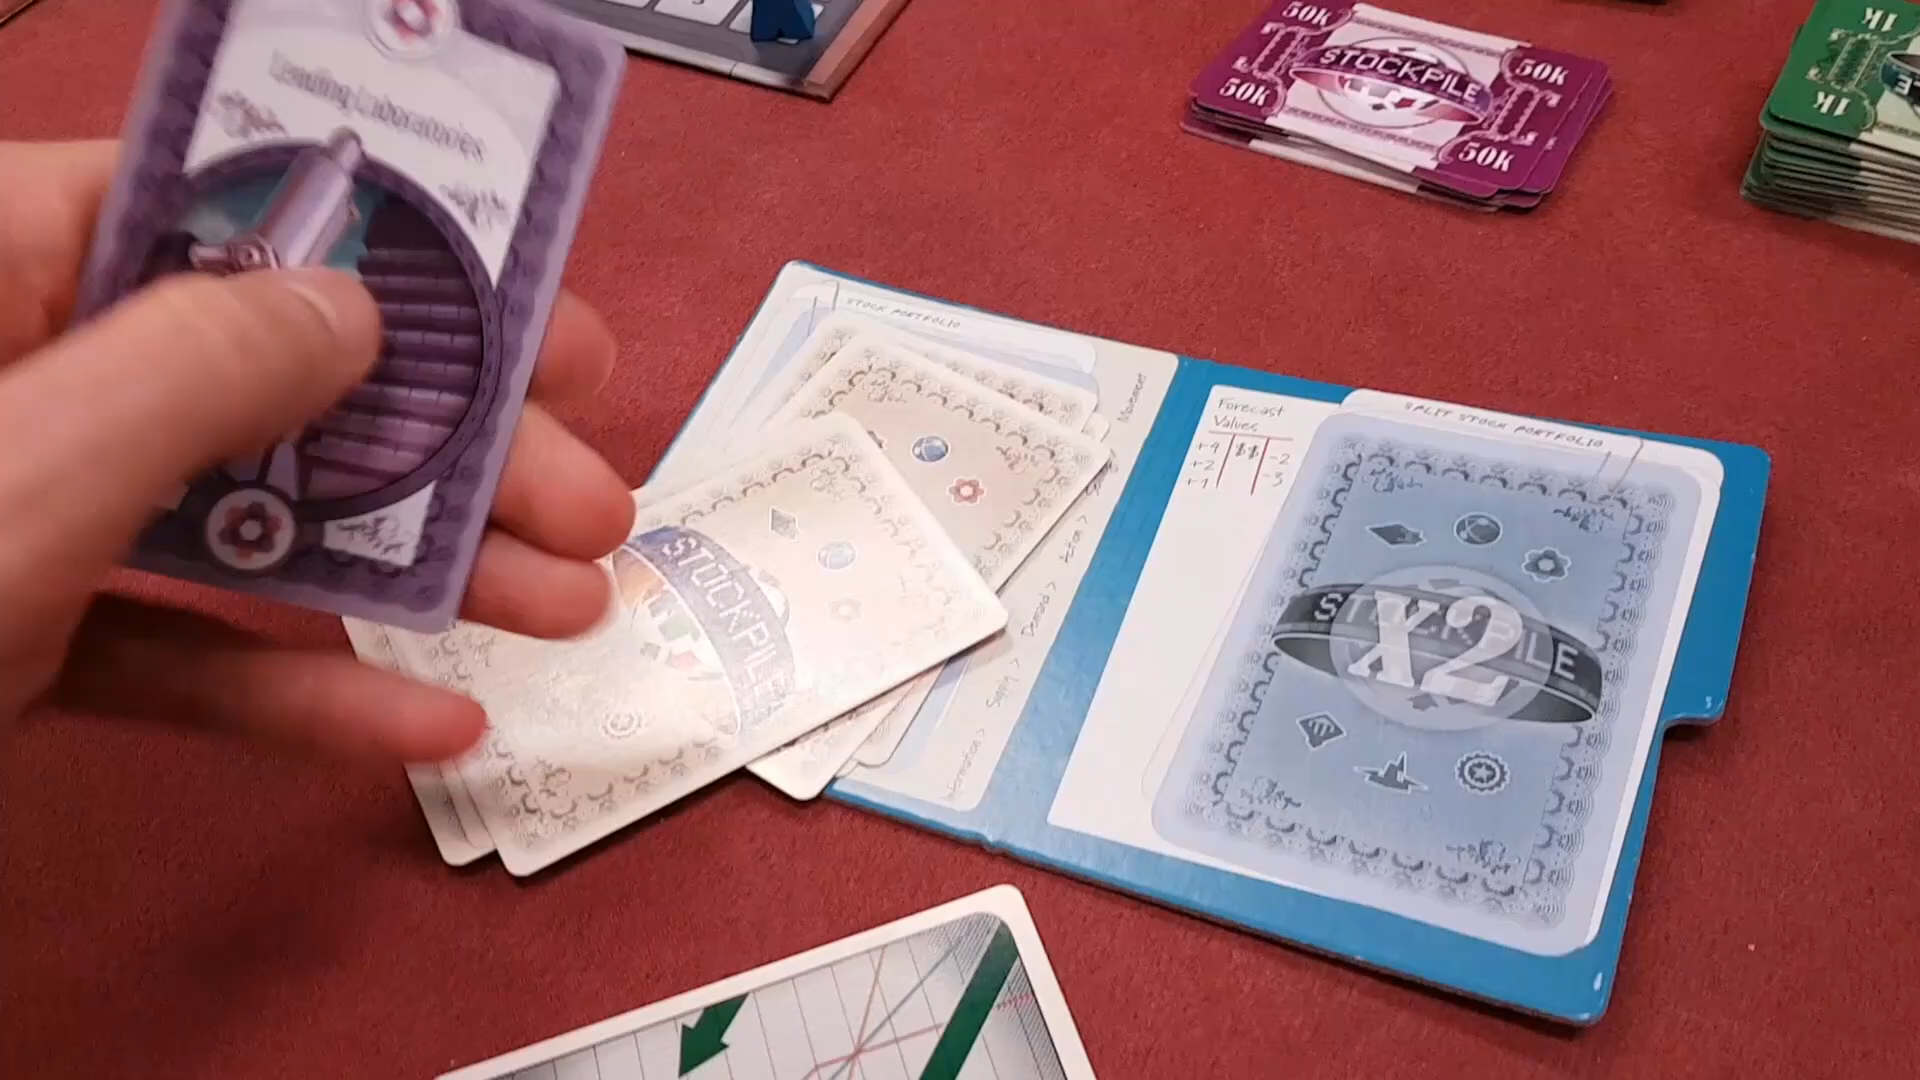 50K
STOCKPILE
50K
50K
50K
1K
1K
Leading Laboratories
STOCK PORTFOLIO
Movement
Action >
Demand >
Supply >
Information >
STOCKPILE
Forecast
Values
+4 $$ -2
+2 -3
+1
SPLIT STOCK PORTFOLIO
STOCKPILE
x2